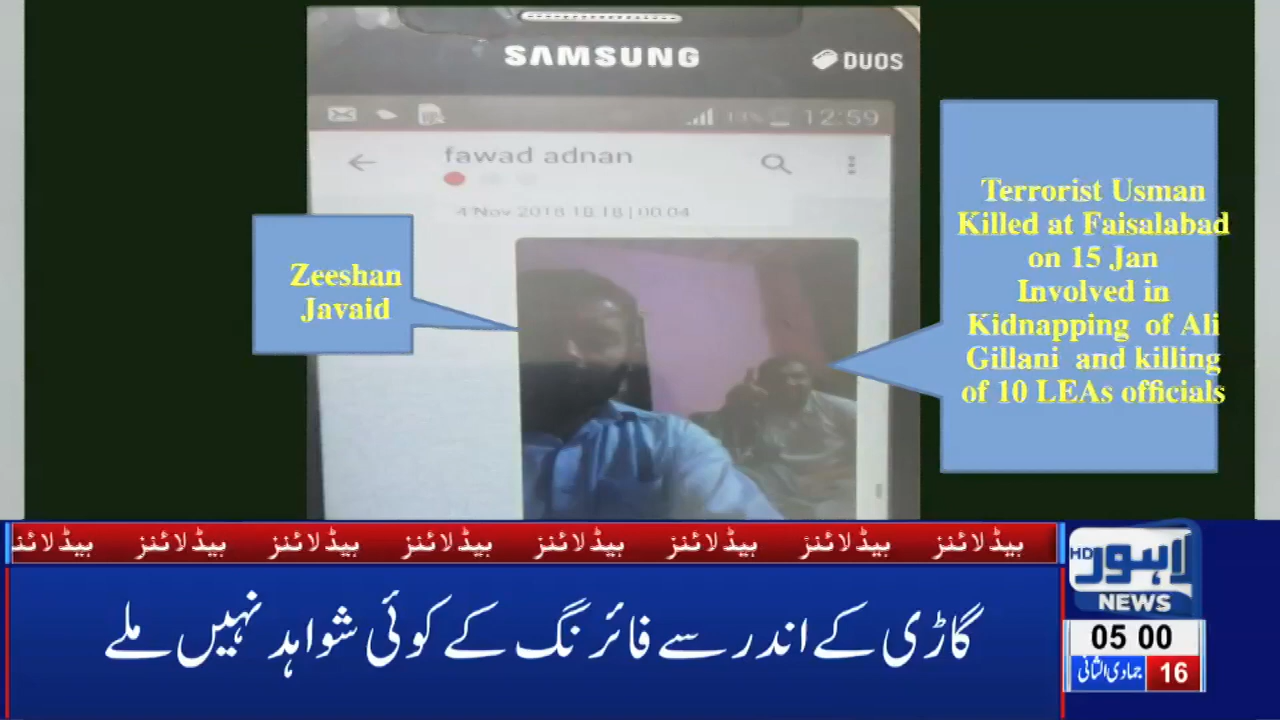 SAMSUNG
DUOS
13% 12:59
fawad adnan
4 Nov 2018 18:18 | 00:04
Zeeshan
Javaid
Terrorist Usman
Killed at Faisalabad
on 15 Jan
Involved in
Kidnapping of Ali
Gillani and killing
of 10 LEAs officials
ہیڈلائنز ہیڈلائنز ہیڈلائنز ہیڈلائنز ہیڈلائنز ہیڈلائنز ہیڈلائنز ہیڈلائنز
گاڑی کے اندر سے فائرنگ کے کوئی شواہد نہیں ملے
HD
لاہور
NEWS
05 00
جمادی الثانی 16